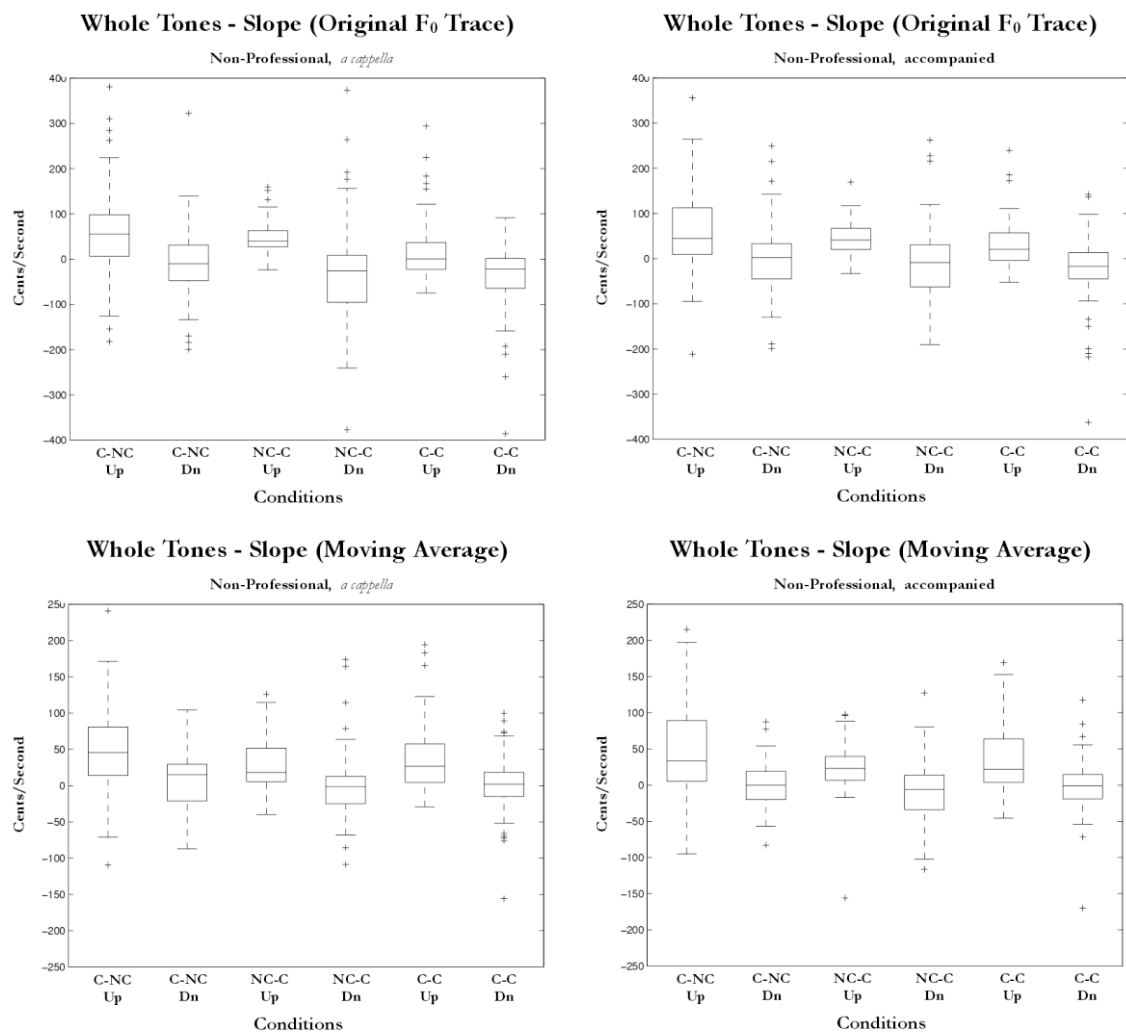 Whole Tones - Slope (Original F₀ Trace)
Non-Professional, a cappella
Cents/Second
400
300
200
100
0
−100
−200
−300
−400
C-NC C-NC NC-C NC-C C-C C-C
Up Dn Up Dn Up Dn
Conditions
Whole Tones - Slope (Original F₀ Trace)
Non-Professional, accompanied
Cents/Second
400
300
200
100
0
−100
−200
−300
−400
C-NC C-NC NC-C NC-C C-C C-C
Up Dn Up Dn Up Dn
Conditions
Whole Tones - Slope (Moving Average)
Non-Professional, a cappella
Cents/Second
250
200
150
100
50
0
−50
−100
−150
−200
−250
C-NC C-NC NC-C NC-C C-C C-C
Up Dn Up Dn Up Dn
Conditions
Whole Tones - Slope (Moving Average)
Non-Professional, accompanied
Cents/Second
250
200
150
100
50
0
−50
−100
−150
−200
−250
C-NC C-NC NC-C NC-C C-C C-C
Up Dn Up Dn Up Dn
Conditions